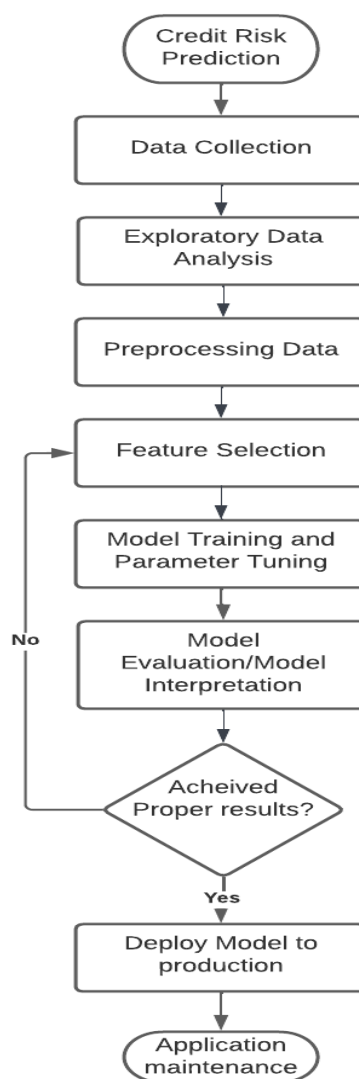 Credit Risk
Prediction
Data Collection
Exploratory Data
Analysis
Preprocessing Data
Feature Selection
Model Training and
Parameter Tuning
No
Model
Evaluation/Model
Interpretation
Acheived
Proper results?
Yes
Deploy Model to
production
Application
maintenance